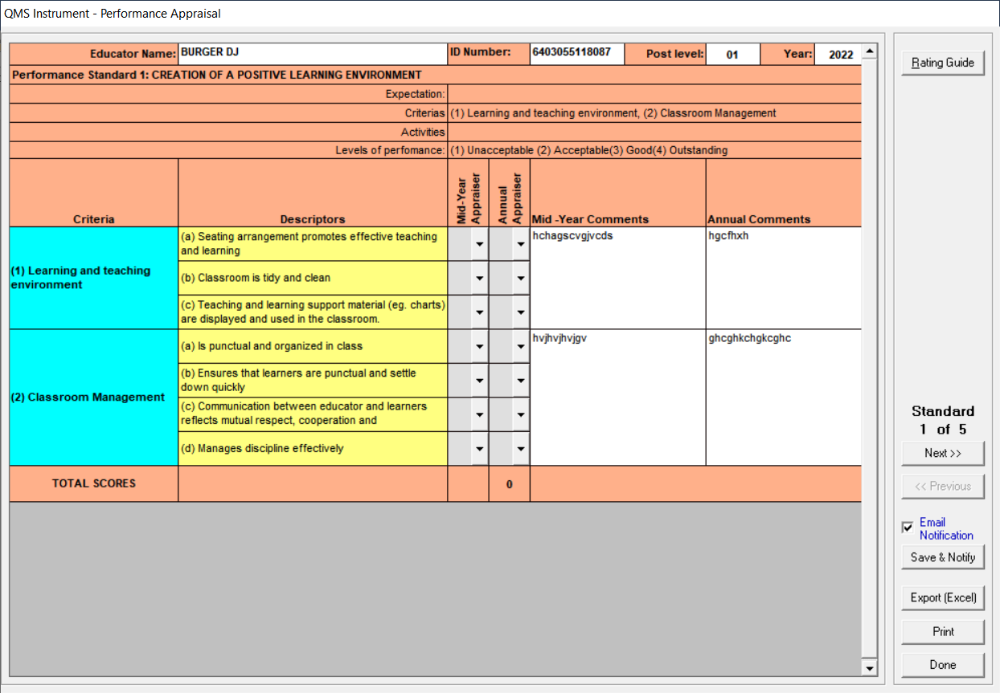 QMS Instrument - Performance Appraisal
Educator Name: BURGER DJ ID Number: 6403055118087 Post level: 01 Year: 2022
Performance Standard 1: CREATION OF A POSITIVE LEARNING ENVIRONMENT
Expectation:
Criterias (1) Learning and teaching environment, (2) Classroom Management
Activities
Levels of perfomance: (1) Unacceptable (2) Acceptable(3) Good(4) Outstanding
Criteria Descriptors Mid-Year Appraiser Annual Appraiser Mid -Year Comments Annual Comments
(1) Learning and teaching
environment
(a) Seating arrangement promotes effective teaching
and learning
hchagscvgjvcds
hgcfhxh
(b) Classroom is tidy and clean
(c) Teaching and learning support material (eg. charts)
are displayed and used in the classroom.
(2) Classroom Management
(a) Is punctual and organized in class
hvjhvjhvjgv
ghcghkchgkcghc
(b) Ensures that learners are punctual and settle
down quickly
(c) Communication between educator and learners
reflects mutual respect, cooperation and
(d) Manages discipline effectively
TOTAL SCORES 0
Rating Guide
Standard
1 of 5
Next >>
<< Previous
Email
Notification
Save & Notify
Export (Excel)
Print
Done